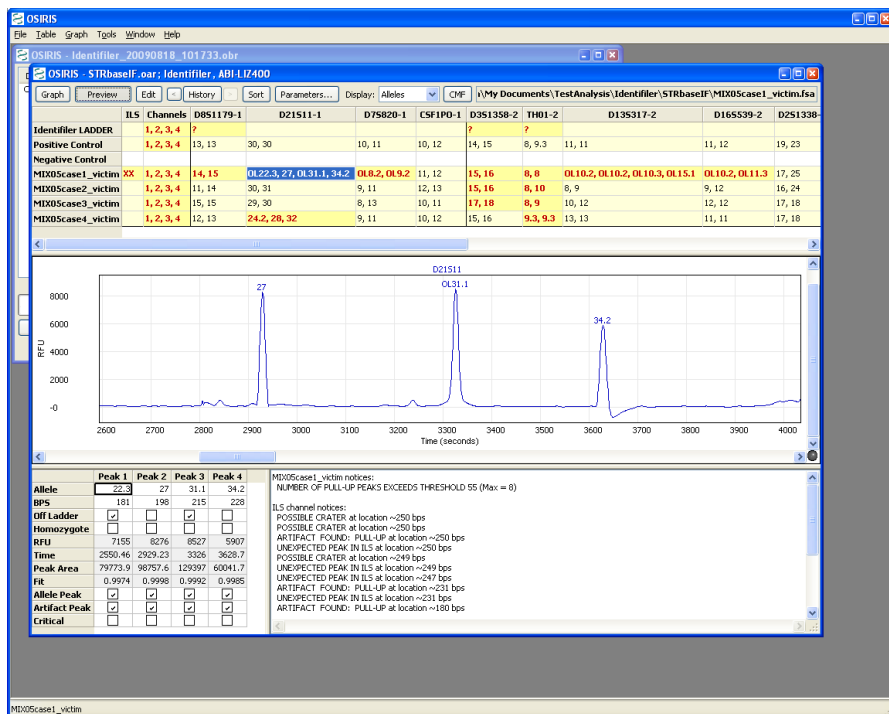 OSIRIS
File Table Graph Tools Window Help
OSIRIS - Identifiler_20090818_101733.obr
OSIRIS - STRbaseIF.oar; Identifiler, ABI-LIZ400
Graph Preview Edit < History > Sort Parameters... Display: Alleles CMF \My Documents\TestAnalysis\Identifiler\STRbaseIF\MIX05case1_victim.fsa
ILS Channels D8S1179-1 D21S11-1 D7S820-1 CSF1PO-1 D3S1358-2 TH01-2 D13S317-2 D16S539-2 D2S1338-
Identifiler LADDER 1, 2, 3, 4 ? ? ?
Positive Control 1, 2, 3, 4 13, 13 30, 30 10, 11 10, 12 14, 15 8, 9.3 11, 11 11, 12 19, 23
Negative Control
MIX05case1_victim XX 1, 2, 3, 4 14, 15 OL22.3, 27, OL31.1, 34.2 OL8.2, OL9.2 11, 12 15, 16 8, 8 OL10.2, OL10.2, OL10.3, OL15.1 OL10.2, OL11.3 17, 25
MIX05case2_victim 1, 2, 3, 4 11, 14 30, 31 9, 11 12, 13 15, 16 8, 10 8, 9 9, 12 16, 24
MIX05case3_victim 1, 2, 3, 4 15, 15 29, 30 8, 13 10, 11 17, 18 8, 9 10, 12 12, 12 17, 18
MIX05case4_victim 1, 2, 3, 4 12, 13 24.2, 28, 32 9, 11 10, 12 15, 16 9.3, 9.3 13, 13 11, 11 17, 18
D21S11
27 OL31.1 34.2
RFU
8000
6000
4000
2000
-0
2600 2700 2800 2900 3000 3100 3200 3300 3400 3500 3600 3700 3800 3900 4000
Time (seconds)
Peak 1 Peak 2 Peak 3 Peak 4
Allele 22.3 27 31.1 34.2
BPS 181 198 215 228
Off Ladder
Homozygote
RFU 7155 8276 8527 5907
Time 2550.46 2929.23 3326 3628.7
Peak Area 79773.9 98757.6 129397 60041.7
Fit 0.9974 0.9998 0.9992 0.9985
Allele Peak
Artifact Peak
Critical
MIX05case1_victim notices:
NUMBER OF PULL-UP PEAKS EXCEEDS THRESHOLD 55 (Max = 8)
ILS channel notices:
POSSIBLE CRATER at location ~250 bps
POSSIBLE CRATER at location ~250 bps
ARTIFACT FOUND: PULL-UP at location ~250 bps
UNEXPECTED PEAK IN ILS at location ~250 bps
POSSIBLE CRATER at location ~249 bps
UNEXPECTED PEAK IN ILS at location ~249 bps
UNEXPECTED PEAK IN ILS at location ~247 bps
ARTIFACT FOUND: PULL-UP at location ~231 bps
UNEXPECTED PEAK IN ILS at location ~231 bps
ARTIFACT FOUND: PULL-UP at location ~180 bps
MIX05case1_victim